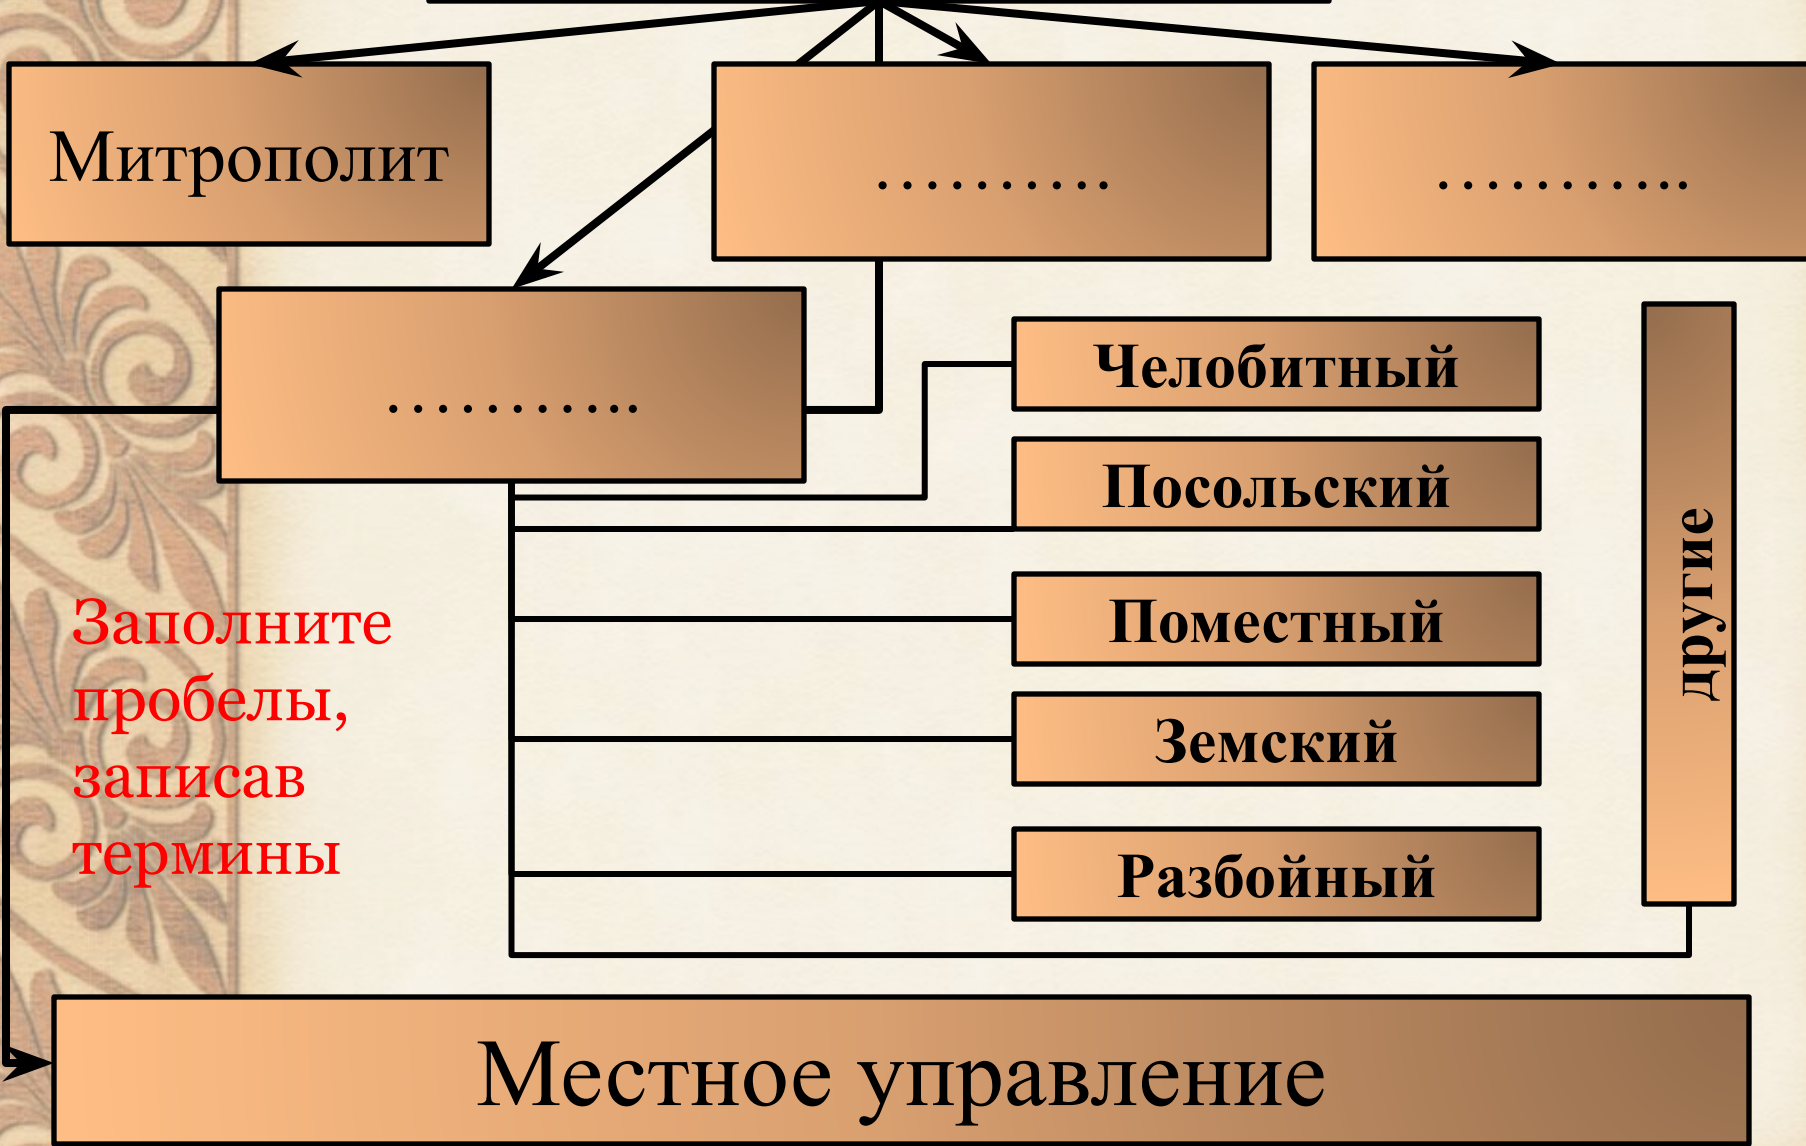 Митрополит
……….
………..
………..
Челобитный
Посольский
Поместный
Земский
Разбойный
другие
Заполните
пробелы,
записав
термины
Местное управление